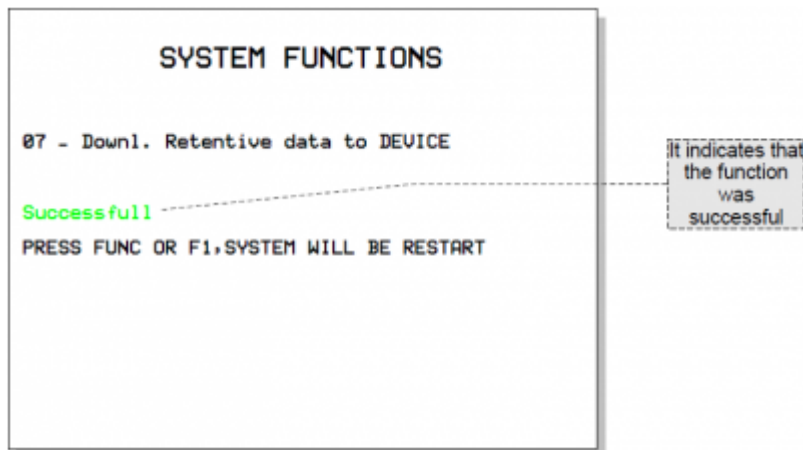 SYSTEM FUNCTIONS
07 - Downl. Retentive data to DEVICE
Successfull
PRESS FUNC OR F1,SYSTEM WILL BE RESTART
It indicates that
the function
was
successful